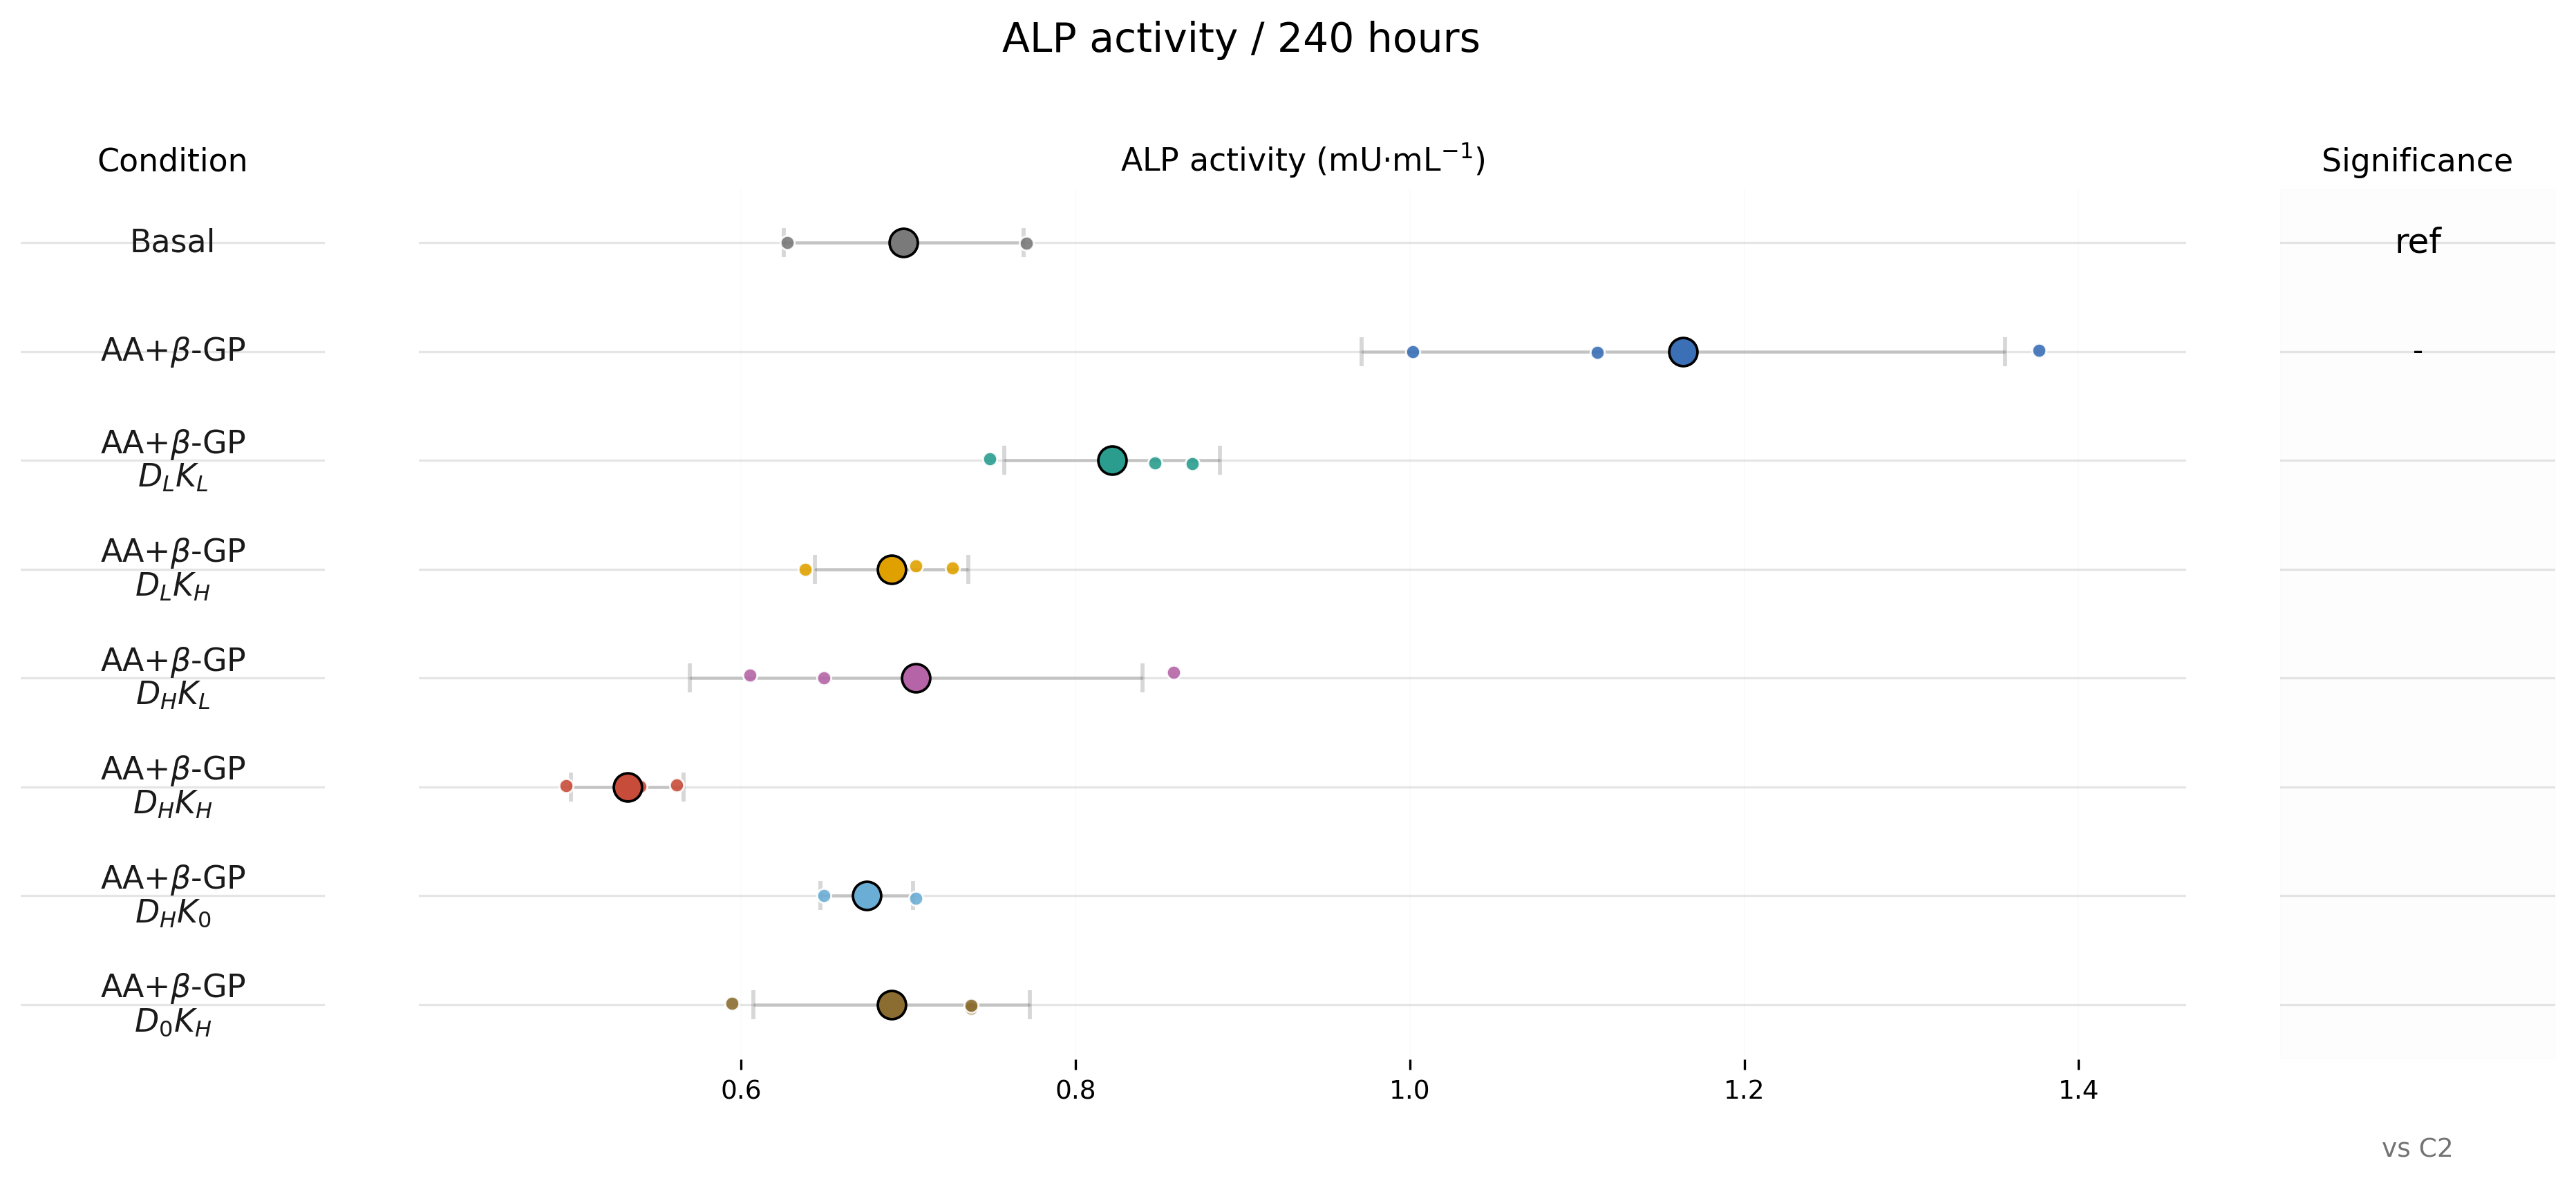 ALP activity / 240 hours
Condition
ALP activity (mU·mL⁻¹)
Significance
Basal
ref
AA+β-GP
-
AA+β-GP
D_LK_L
AA+β-GP
D_LK_H
AA+β-GP
D_HK_L
AA+β-GP
D_HK_H
AA+β-GP
D_HK₀
AA+β-GP
D₀K_H
0.6 0.8 1.0 1.2 1.4
vs C2